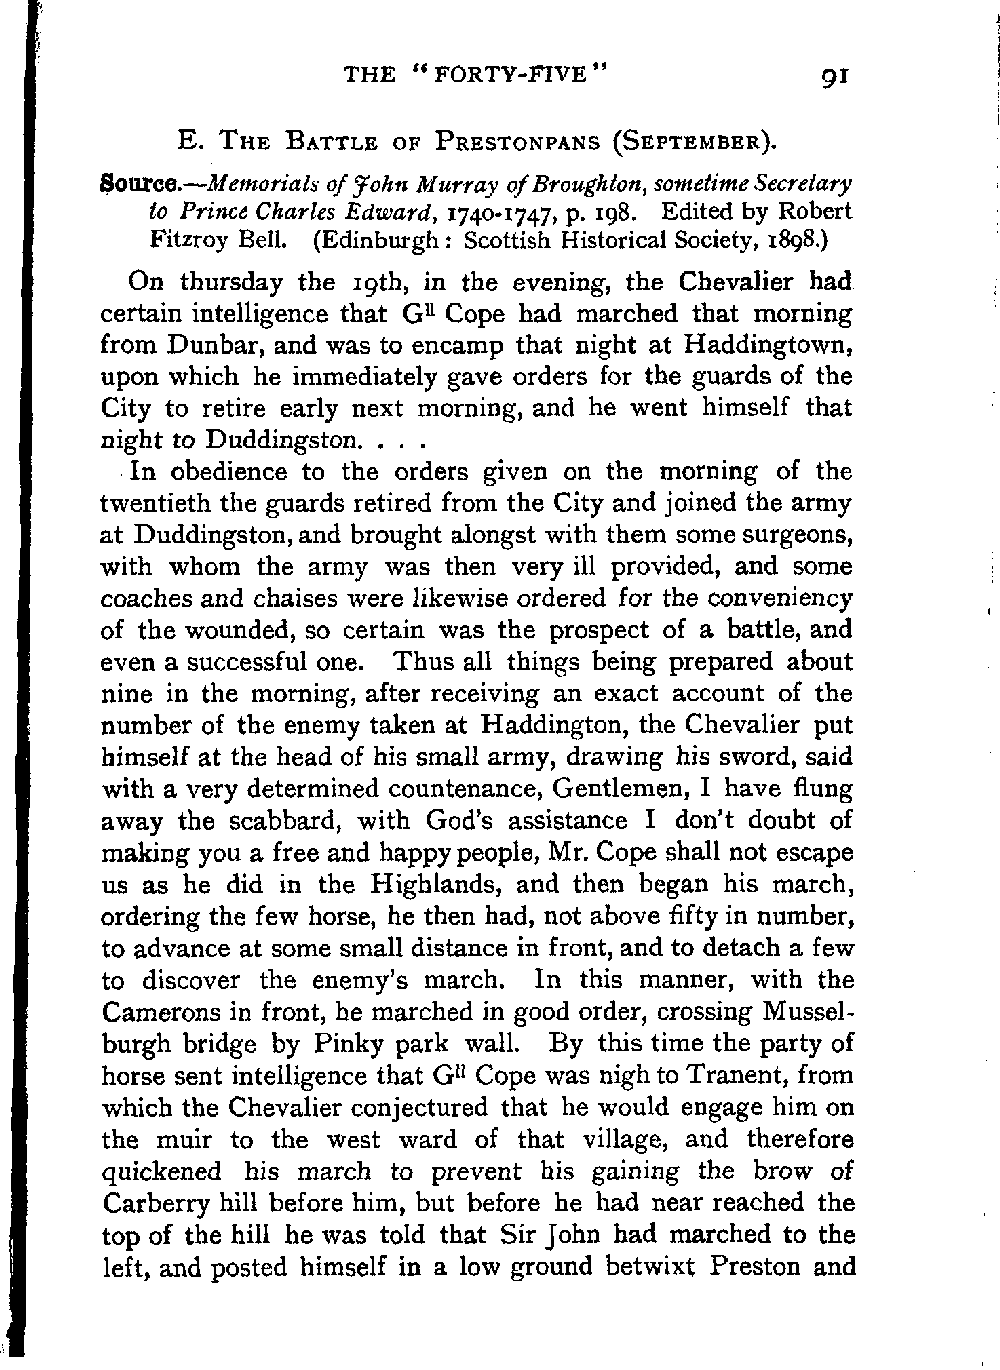 THE "FORTY-FIVE" 91
E. THE BATTLE OF PRESTONPANS (SEPTEMBER).
Source.—Memorials of John Murray of Broughton, sometime Secretary
to Prince Charles Edward, 1740-1747, p. 198. Edited by Robert
Fitzroy Bell. (Edinburgh: Scottish Historical Society, 1898.)
On thursday the 19th, in the evening, the Chevalier had
certain intelligence that Gˡˡ Cope had marched that morning
from Dunbar, and was to encamp that night at Haddingtown,
upon which he immediately gave orders for the guards of the
City to retire early next morning, and he went himself that
night to Duddingston. . . .
In obedience to the orders given on the morning of the
twentieth the guards retired from the City and joined the army
at Duddingston, and brought alongst with them some surgeons,
with whom the army was then very ill provided, and some
coaches and chaises were likewise ordered for the conveniency
of the wounded, so certain was the prospect of a battle, and
even a successful one. Thus all things being prepared about
nine in the morning, after receiving an exact account of the
number of the enemy taken at Haddington, the Chevalier put
himself at the head of his small army, drawing his sword, said
with a very determined countenance, Gentlemen, I have flung
away the scabbard, with God's assistance I don't doubt of
making you a free and happy people, Mr. Cope shall not escape
us as he did in the Highlands, and then began his march,
ordering the few horse, he then had, not above fifty in number,
to advance at some small distance in front, and to detach a few
to discover the enemy's march. In this manner, with the
Camerons in front, he marched in good order, crossing Mussel-
burgh bridge by Pinky park wall. By this time the party of
horse sent intelligence that Gˡˡ Cope was nigh to Tranent, from
which the Chevalier conjectured that he would engage him on
the muir to the west ward of that village, and therefore
quickened his march to prevent his gaining the brow of
Carberry hill before him, but before he had near reached the
top of the hill he was told that Sir John had marched to the
left, and posted himself in a low ground betwixt Preston and